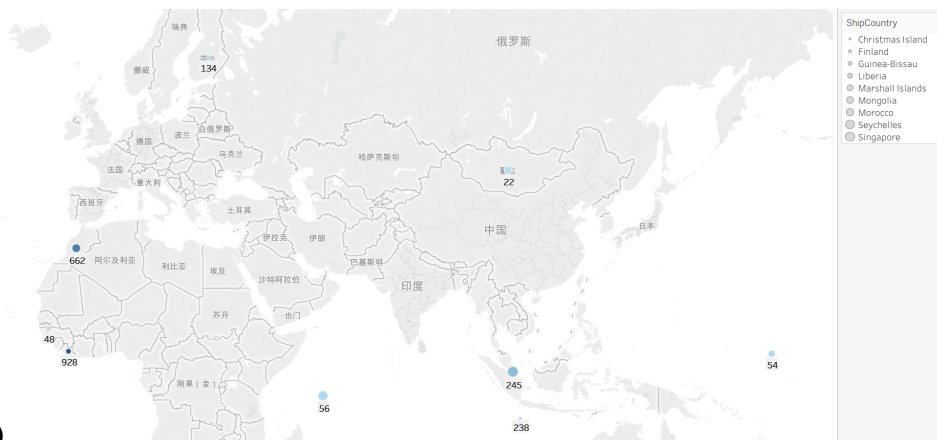 瑞典
俄罗斯
134
挪威
白俄罗斯
波兰
德国
乌克兰
哈萨克斯坦
法国
意大利
22
西班牙
土耳其
中国
日本
伊拉克
伊朗
662
阿尔及利亚
利比亚
埃及
巴基斯坦
沙特阿拉伯
印度
苏丹
也门
48
928
54
刚果（金）
245
56
238
ShipCountry
Christmas Island
Finland
Guinea-Bissau
Liberia
Marshall Islands
Mongolia
Morocco
Seychelles
Singapore